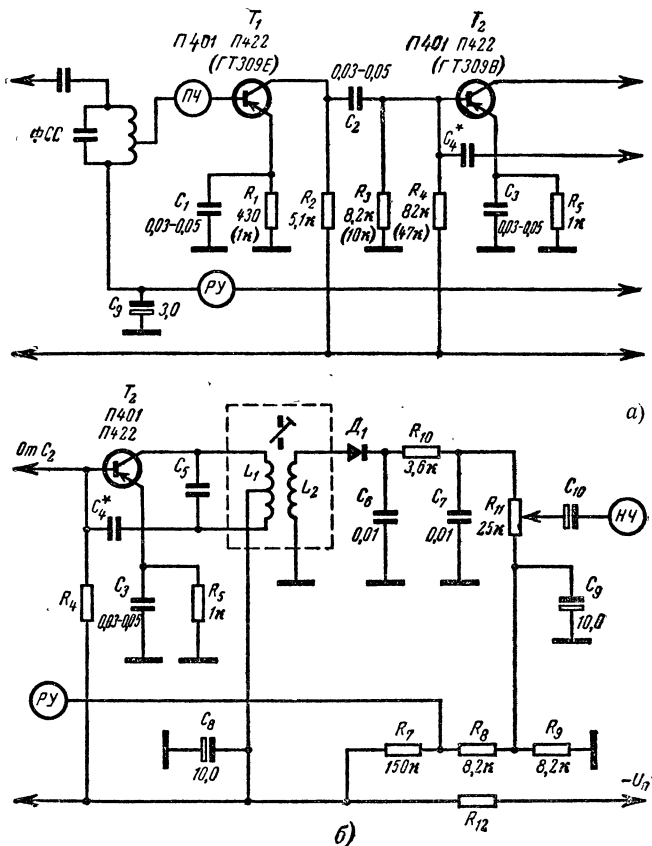 T₁
П401 П422
(ГТ309Е)
T₂
П401 П422
(ГТ309В)
0,03-0,05
C₂
ПЧ
ФСС
C₄*
C₁
0,03-0,05
R₁
430
(1к)
R₂
5,1к
R₃
8,2к
(10к)
R₄
82к
(47к)
C₃
0,03-0,05
R₅
1к
C₉
3,0
РУ
а)
T₂
П401
П422
От C₂
C₅
L₁
L₂
Д₁
R₁₀
3,6к
C₄*
C₆
0,01
C₇
0,01
R₁₁
25к
C₁₀
НЧ
R₄
C₃
0,03-0,05
R₅
1к
C₉
10,0
РУ
C₈
10,0
R₇
150к
R₈
8,2к
R₉
8,2к
-Uп
R₁₂
б)